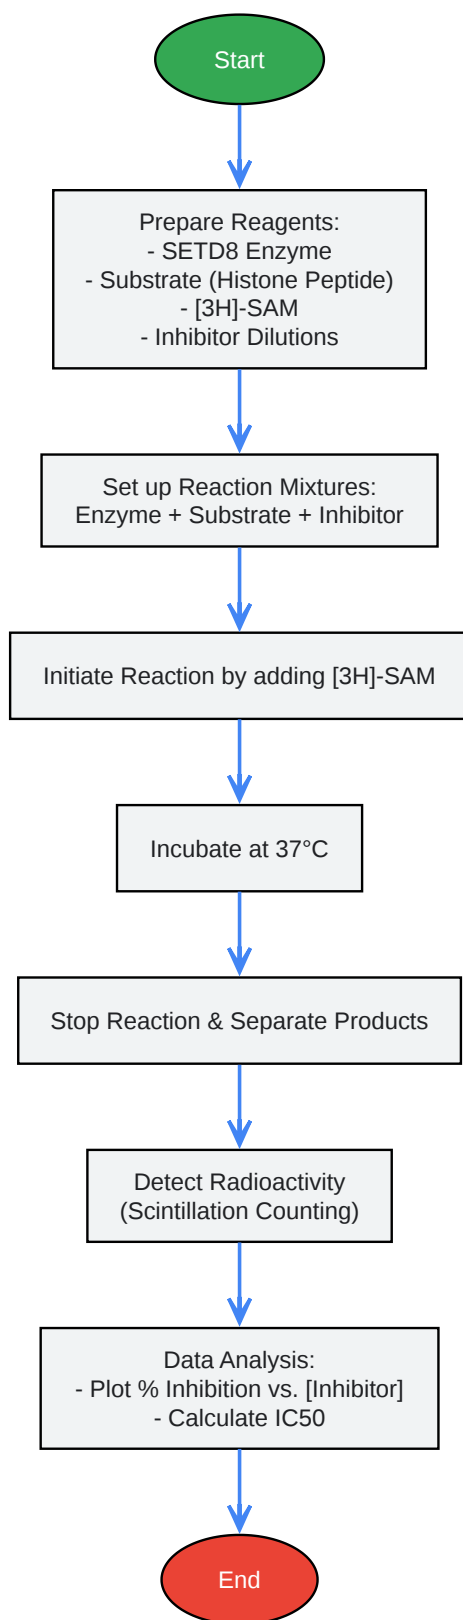 Start
Prepare Reagents:
- SETD8 Enzyme
- Substrate (Histone Peptide)
- [3H]-SAM
- Inhibitor Dilutions
Set up Reaction Mixtures:
Enzyme + Substrate + Inhibitor
Initiate Reaction by adding [3H]-SAM
Incubate at 37°C
Stop Reaction & Separate Products
Detect Radioactivity
(Scintillation Counting)
Data Analysis:
- Plot % Inhibition vs. [Inhibitor]
- Calculate IC50
End